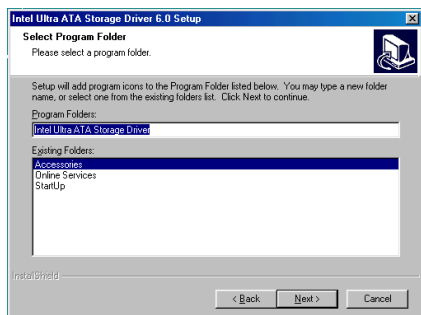 Intel Ultra ATA Storage Driver 6.0 Setup
Select Program Folder
Please select a program folder.
Setup will add program icons to the Program Folder listed below. You may type a new folder
name, or select one from the existing folders list. Click Next to continue.
Program Folders:
Intel Ultra ATA Storage Driver
Existing Folders:
Accessories
Online Services
StartUp
InstallShield
< Back
Next >
Cancel